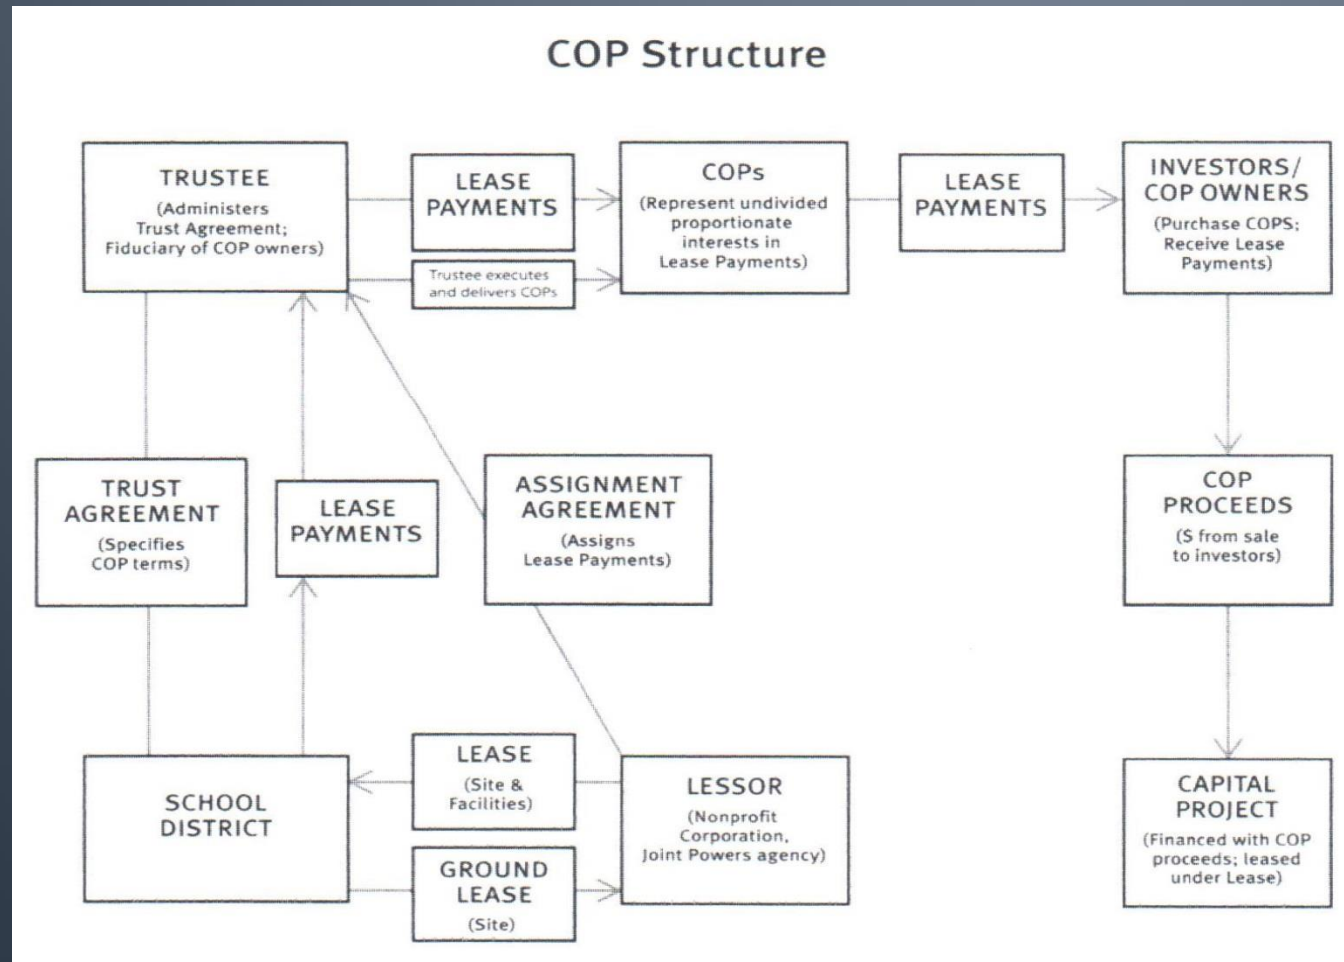 COP Structure
TRUSTEE
(Administers
Trust Agreement;
Fiduciary of COP owners)
LEASE
PAYMENTS
Trustee executes
and delivers COPs
COPs
(Represent undivided
proportionate
interests in
Lease Payments)
LEASE
PAYMENTS
INVESTORS/
COP OWNERS
(Purchase COPS;
Receive Lease
Payments)
TRUST
AGREEMENT
(Specifies
COP terms)
LEASE
PAYMENTS
ASSIGNMENT
AGREEMENT
(Assigns
Lease Payments)
COP
PROCEEDS
($ from sale
to investors)
SCHOOL
DISTRICT
LEASE
(Site &
Facilities)
GROUND
LEASE
(Site)
LESSOR
(Nonprofit
Corporation,
Joint Powers agency)
CAPITAL
PROJECT
(Financed with COP
proceeds; leased
under Lease)